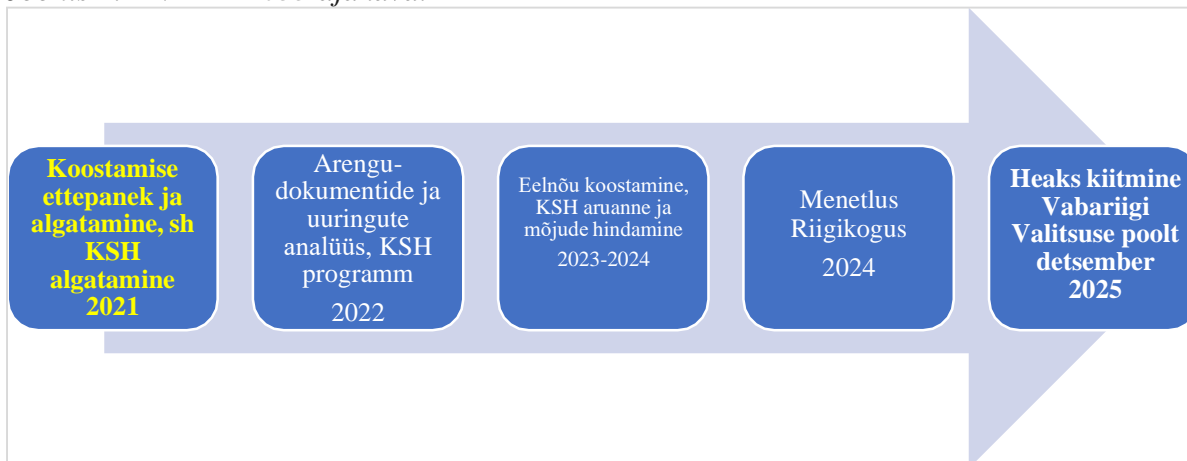 Koostamise
ettepanek ja
algatamine, sh
KSH
algatamine
2021
Arengu-
dokumentide ja
uuringute
analüüs, KSH
programm
2022
Eelnõu koostamine,
KSH aruanne ja
mõjude hindamine
2023-2024
Menetlus
Riigikogus
2024
Heaks kiitmine
Vabariigi
Valitsuse poolt
detsember
2025